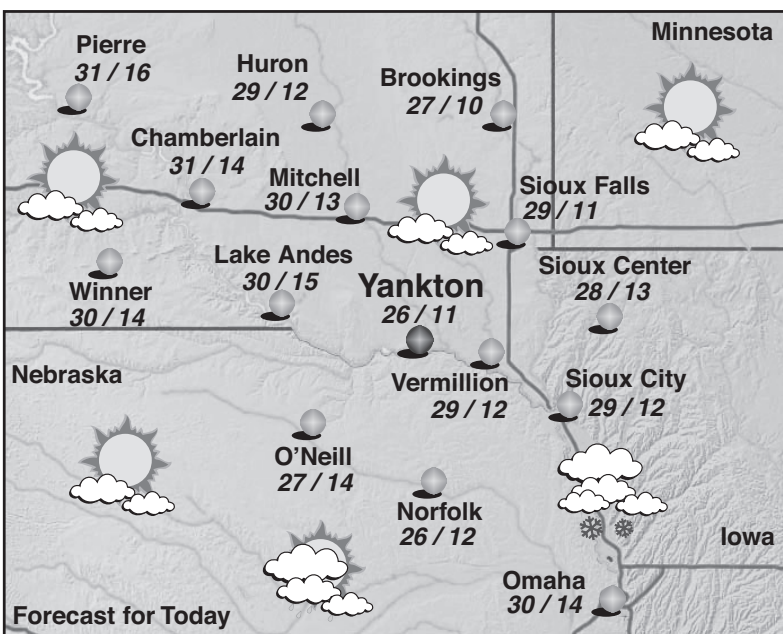 Minnesota
Pierre
31 / 16
Huron
29 / 12
Brookings
27 / 10
Chamberlain
31 / 14
Mitchell
30 / 13
Sioux Falls
29 / 11
Lake Andes
30 / 15
Yankton
26 / 11
Sioux Center
28 / 13
Winner
30 / 14
Nebraska
Vermillion
29 / 12
Sioux City
29 / 12
O'Neill
27 / 14
Norfolk
26 / 12
Iowa
Omaha
30 / 14
Forecast for Today